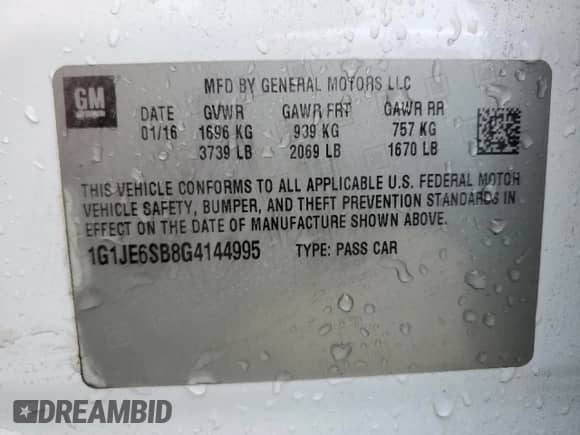 GM
MFD BY GENERAL MOTORS LLC
DATE GVWR GAWR FRT GAWR RR
01/16 1696 KG 939 KG 757 KG
3739 LB 2069 LB 1670 LB
THIS VEHICLE CONFORMS TO ALL APPLICABLE U.S. FEDERAL MOTOR
VEHICLE SAFETY, BUMPER, AND THEFT PREVENTION STANDARDS IN
EFFECT ON THE DATE OF MANUFACTURE SHOWN ABOVE.
1G1JE6SB8G4144995 TYPE: PASS CAR
DREAMBID